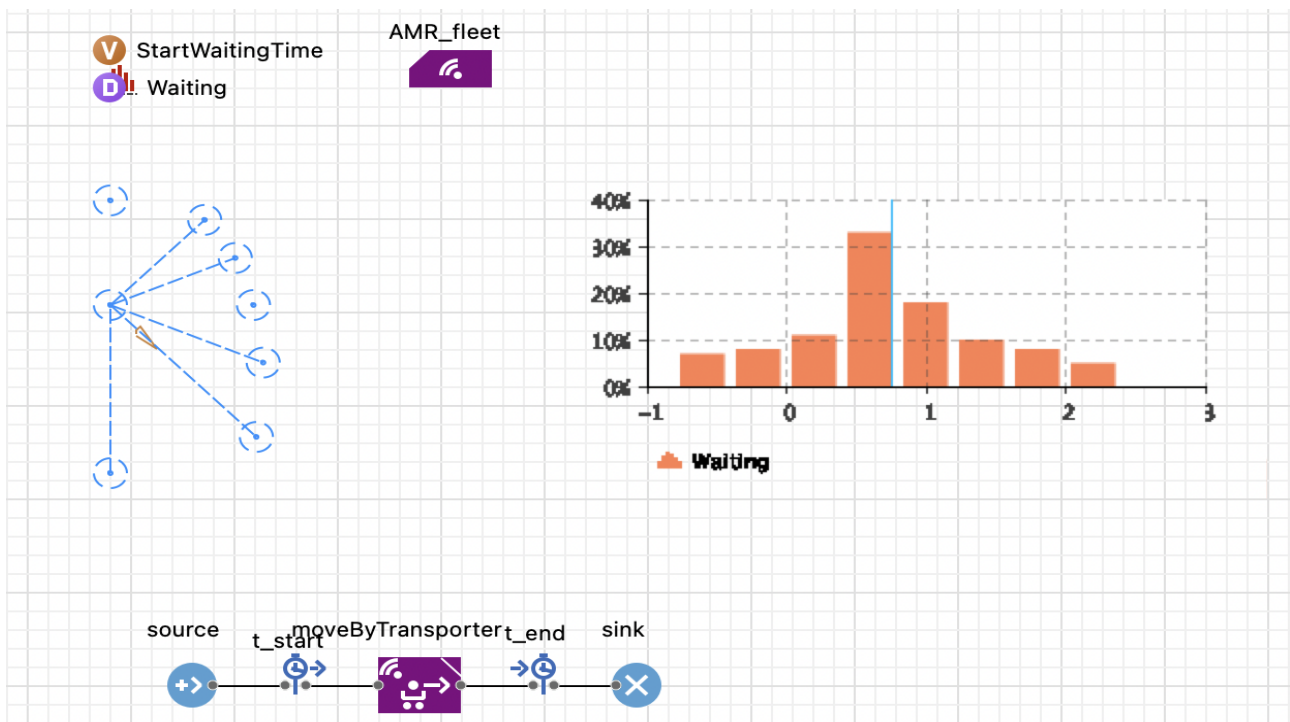 AMR_fleet
V StartWaitingTime
D Waiting
40%
30%
20%
10%
0%
-1 0 1 2 3
Waiting
source
t_start
moveByTransporter
t_end
sink